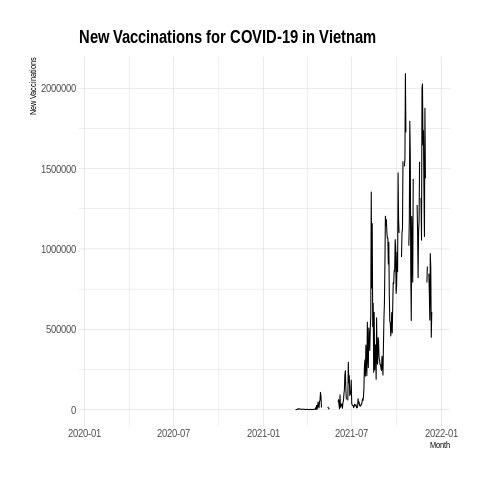 New Vaccinations for COVID-19 in Vietnam
New Vaccinations
2000000
1500000
1000000
500000
0
2020-01 2020-07 2021-01 2021-07 2022-01
Month